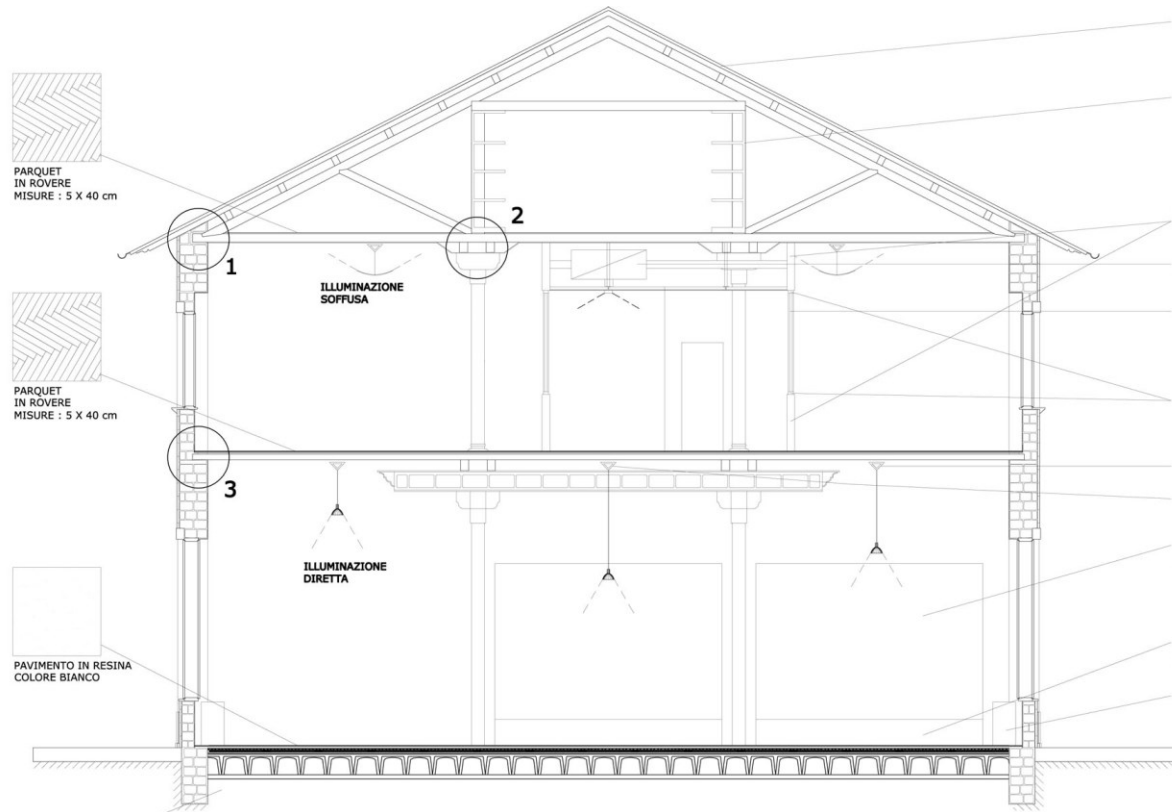 PARQUET
IN ROVERE
MISURE : 5 X 40 cm
1
2
ILLUMINAZIONE
SOFFUSA
PARQUET
IN ROVERE
MISURE : 5 X 40 cm
3
ILLUMINAZIONE
DIRETTA
PAVIMENTO IN RESINA
COLORE BIANCO